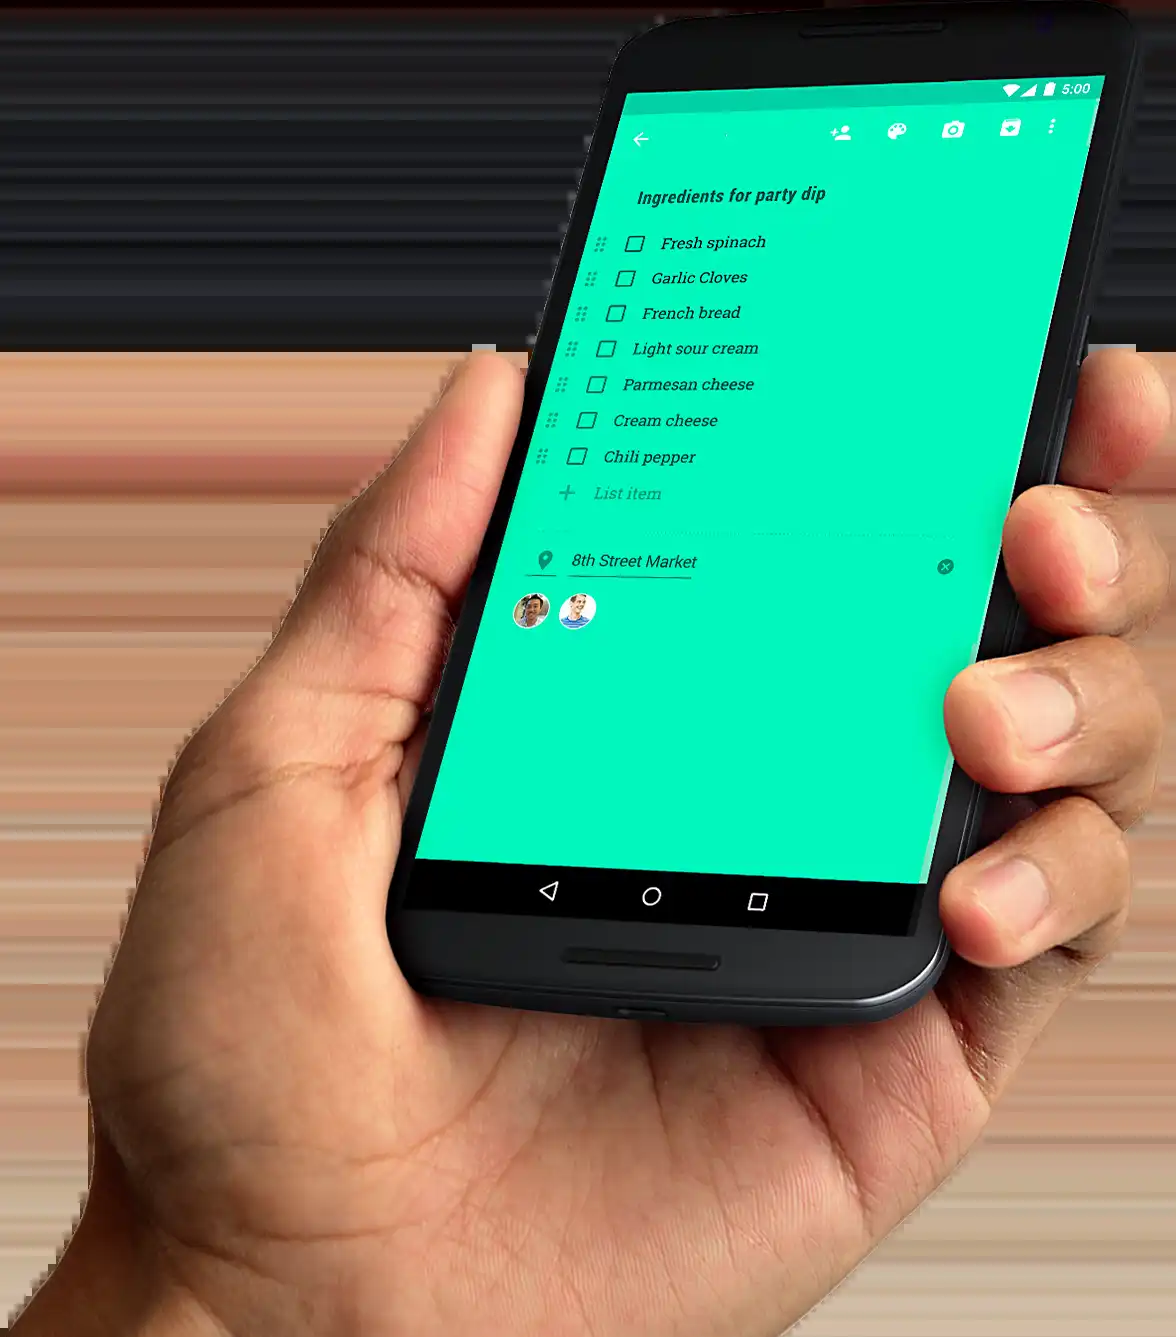 5:00
Ingredients for party dip
Fresh spinach
Garlic Cloves
French bread
Light sour cream
Parmesan cheese
Cream cheese
Chili pepper
List item
8th Street Market